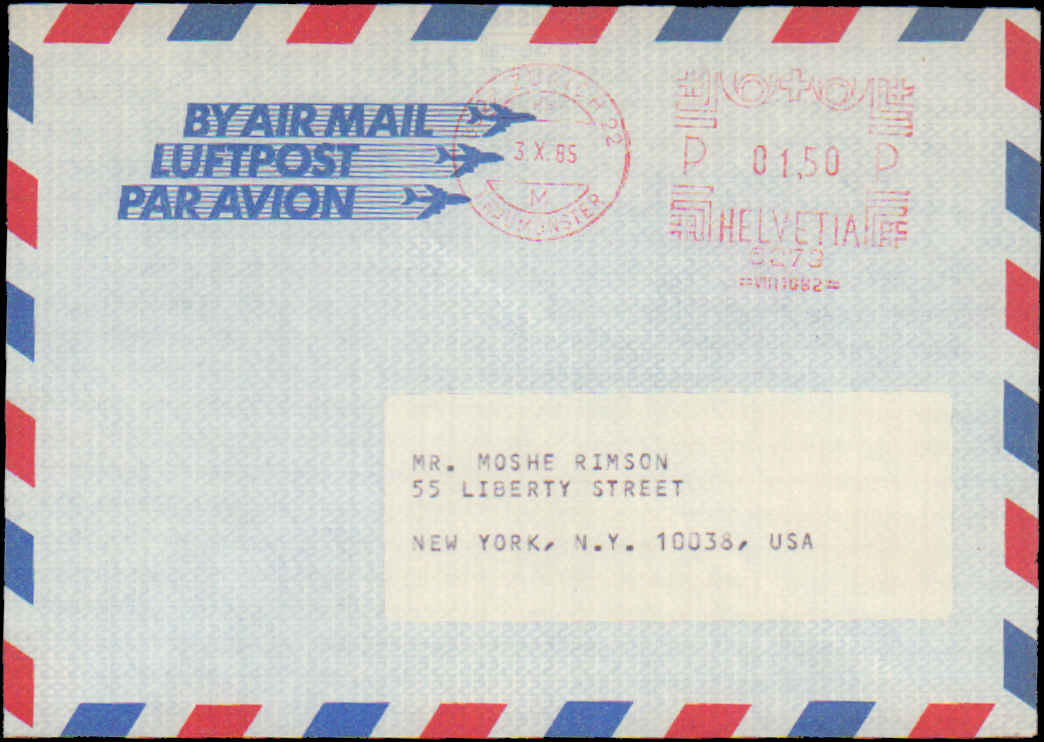 BY AIR MAIL
LUFTPOST
PAR AVION
ZÜRICH 22
3.X.85
M
FRAUMÜNSTER
P 01,50 P
HELVETIA
MR. MOSHE RIMSON
55 LIBERTY STREET
NEW YORK, N.Y. 10038, USA